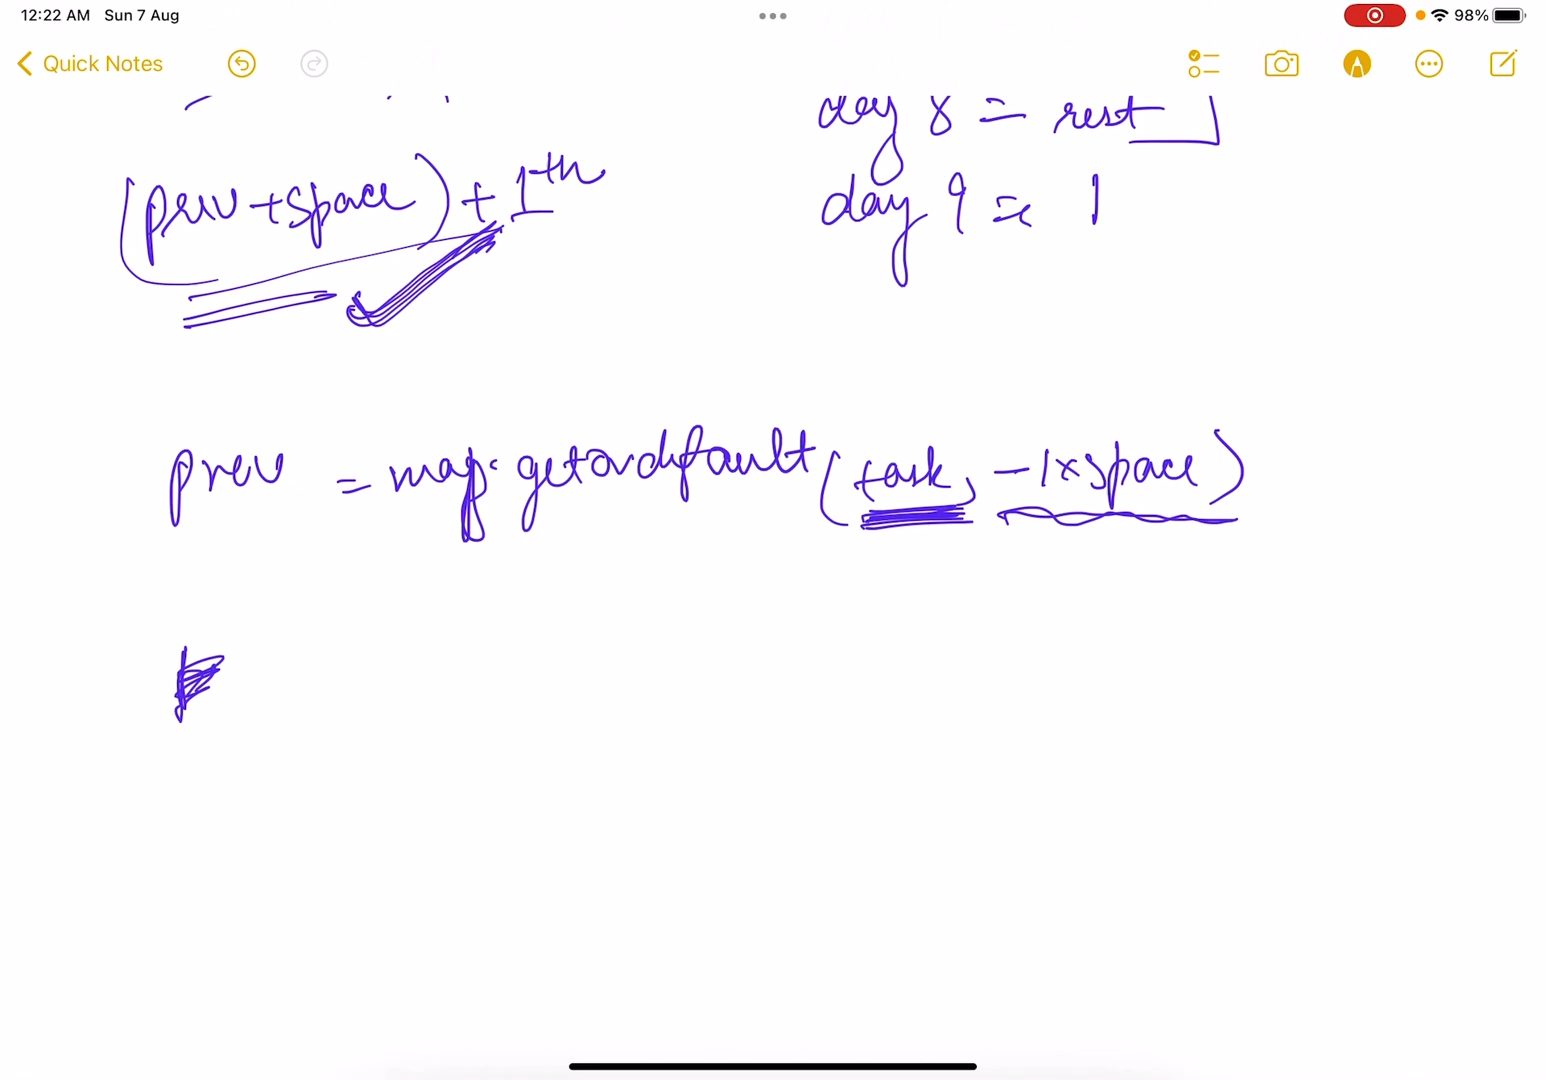 12:22 AM Sun 7 Aug
98%
Quick Notes
day 8 = rest
(prev + space) + 1th
day 9 = 1
prev = map.getordefault(task, -1xspace)